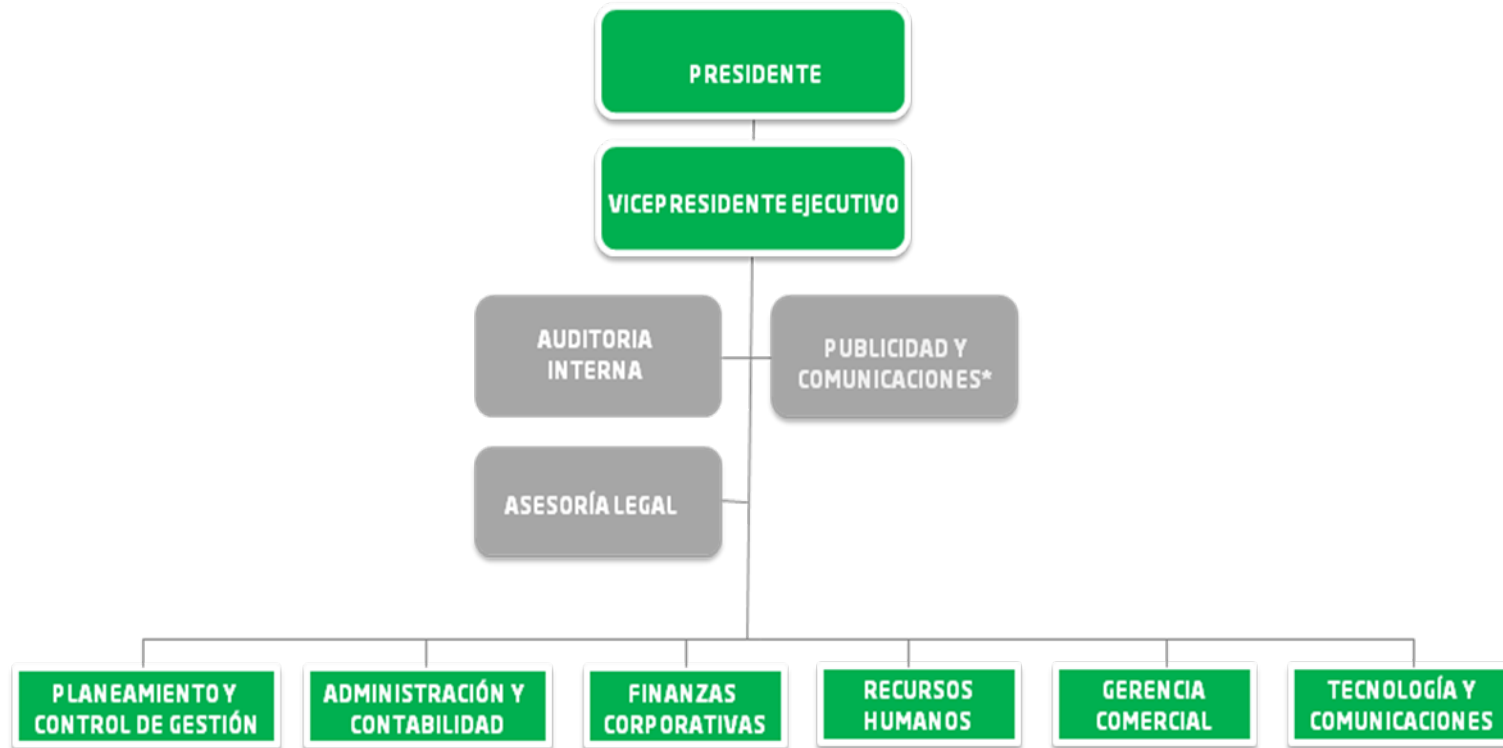 PRESIDENTE
VICEPRESIDENTE EJECUTIVO
AUDITORIA
INTERNA
PUBLICIDAD Y
COMUNICACIONES*
ASESORÍA LEGAL
PLANEAMIENTO Y
CONTROL DE GESTIÓN
ADMINISTRACIÓN Y
CONTABILIDAD
FINANZAS
CORPORATIVAS
RECURSOS
HUMANOS
GERENCIA
COMERCIAL
TECNOLOGÍA Y
COMUNICACIONES